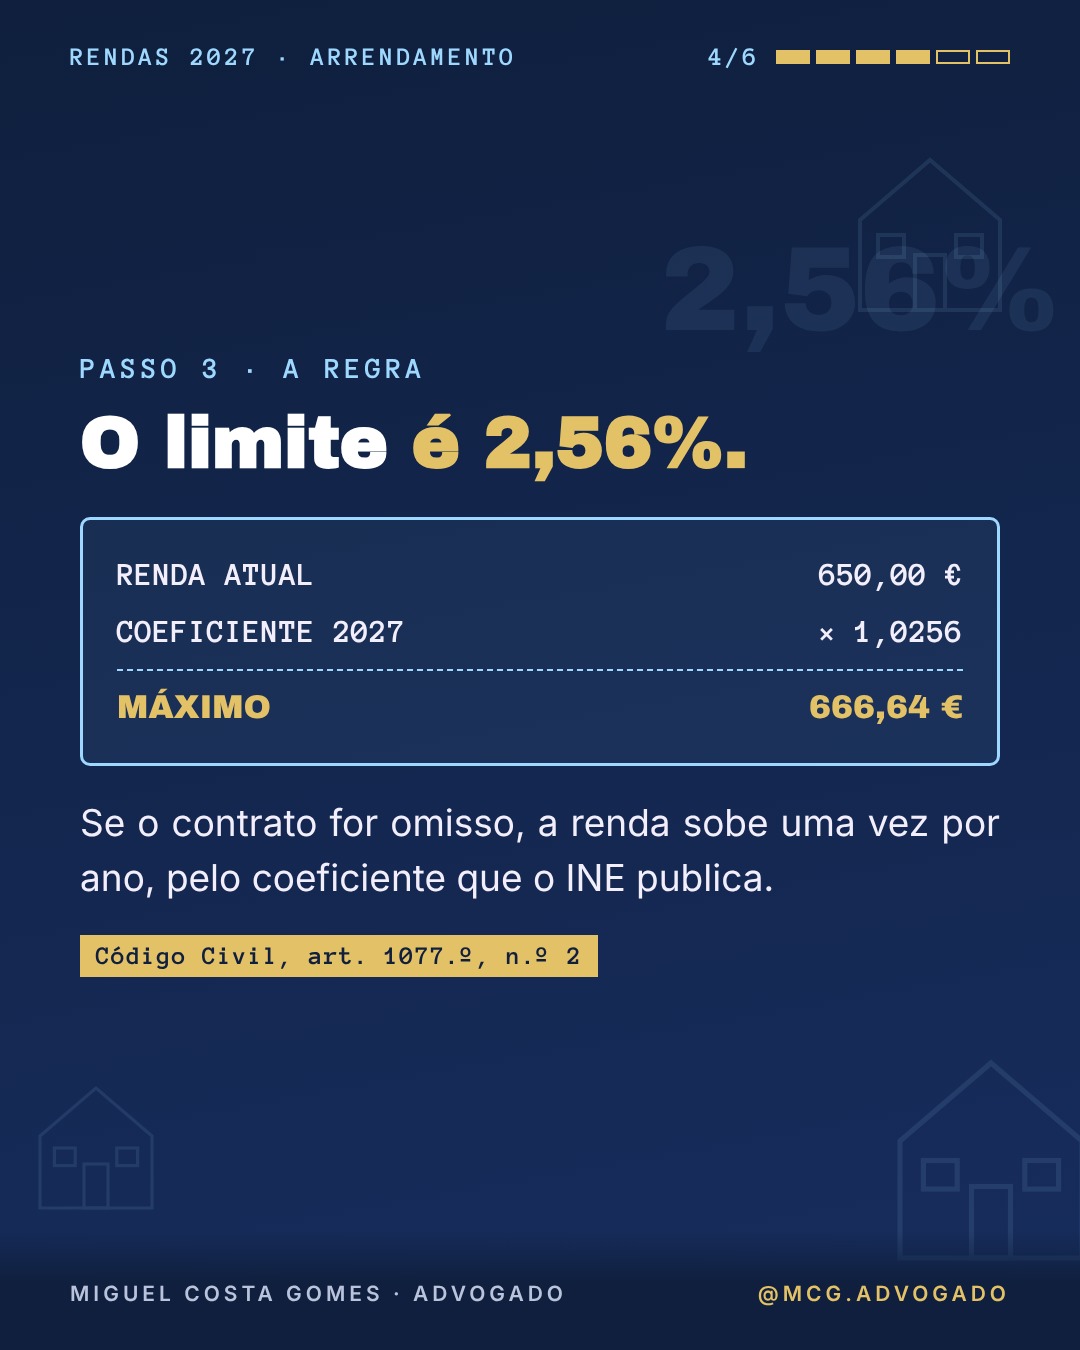 RENDAS 2027 · ARRENDAMENTO
4/6
2,56%
PASSO 3 · A REGRA
O limite é 2,56%.
RENDA ATUAL 650,00 €
COEFICIENTE 2027 × 1,0256
MÁXIMO 666,64 €
Se o contrato for omisso, a renda sobe uma vez por
ano, pelo coeficiente que o INE publica.
Código Civil, art. 1077.º, n.º 2
MIGUEL COSTA GOMES · ADVOGADO
@MCG.ADVOGADO